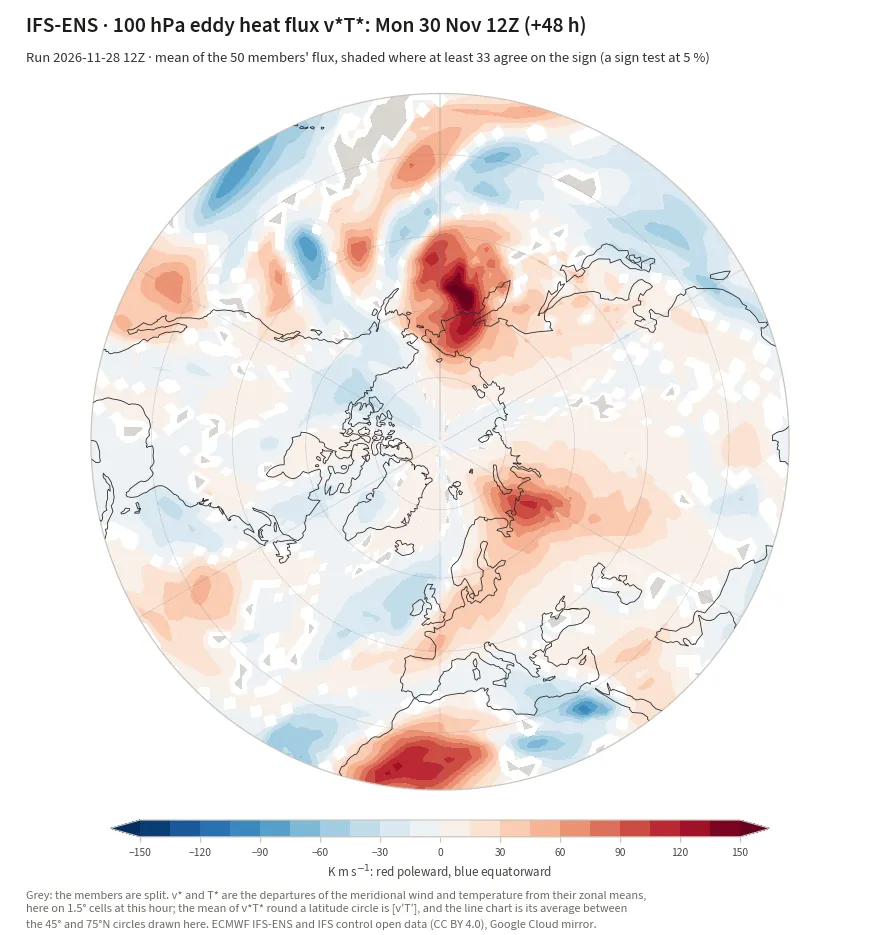 IFS-ENS · 100 hPa eddy heat flux v*T*: Mon 30 Nov 12Z (+48 h)
Run 2026-11-28 12Z · mean of the 50 members' flux, shaded where at least 33 agree on the sign (a sign test at 5 %)
−150 −120 −90 −60 −30 0 30 60 90 120 150
K m s⁻¹: red poleward, blue equatorward
Grey: the members are split. v* and T* are the departures of the meridional wind and temperature from their zonal means,
here on 1.5° cells at this hour; the mean of v*T* round a latitude circle is [v'T'], and the line chart is its average between
the 45° and 75°N circles drawn here. ECMWF IFS-ENS and IFS control open data (CC BY 4.0), Google Cloud mirror.